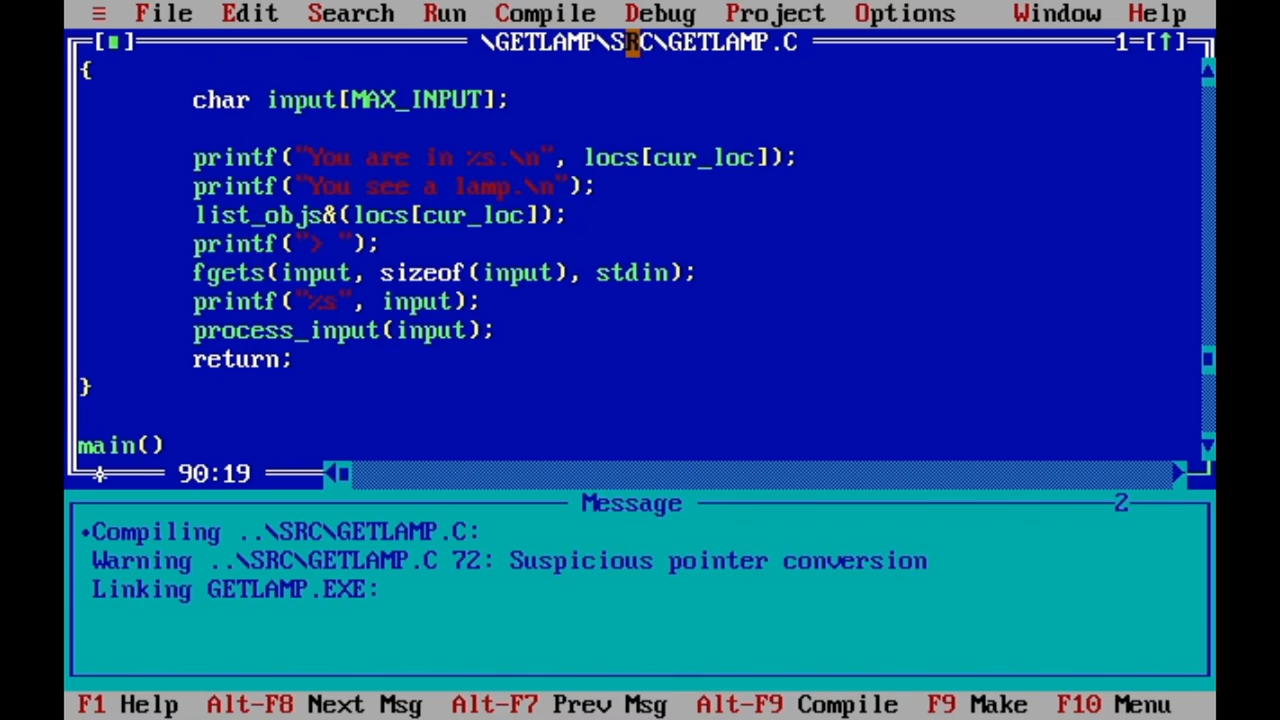 ≡ File Edit Search Run Compile Debug Project Options Window Help
[■] \GETLAMP\SRC\GETLAMP.C 1=[↑]
{
char input[MAX_INPUT];
printf("You are in %s.\n", locs[cur_loc]);
printf("You see a lamp.\n");
list_objs&(locs[cur_loc]);
printf("> ");
fgets(input, sizeof(input), stdin);
printf("%s", input);
process_input(input);
return;
}
main()
90:19
Message 2
•Compiling ..\SRC\GETLAMP.C:
Warning ..\SRC\GETLAMP.C 72: Suspicious pointer conversion
Linking GETLAMP.EXE:
F1 Help Alt-F8 Next Msg Alt-F7 Prev Msg Alt-F9 Compile F9 Make F10 Menu